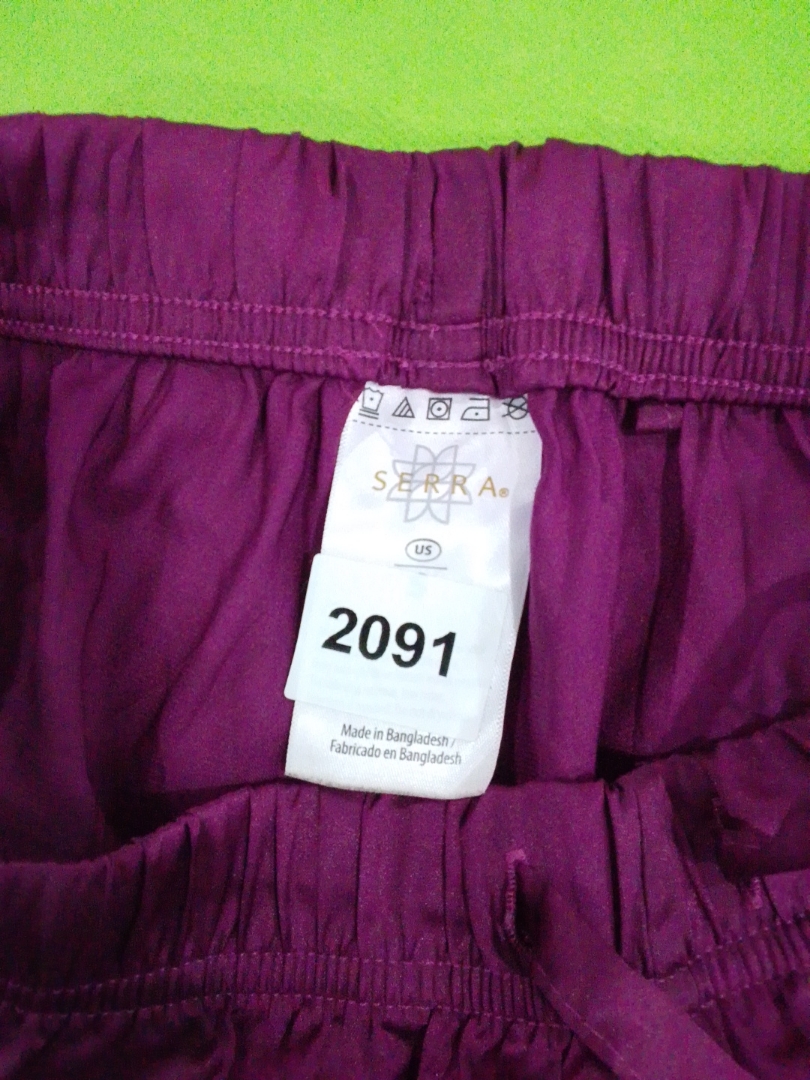 SERRA®
US
2091
Made in Bangladesh /
Fabricado en Bangladesh